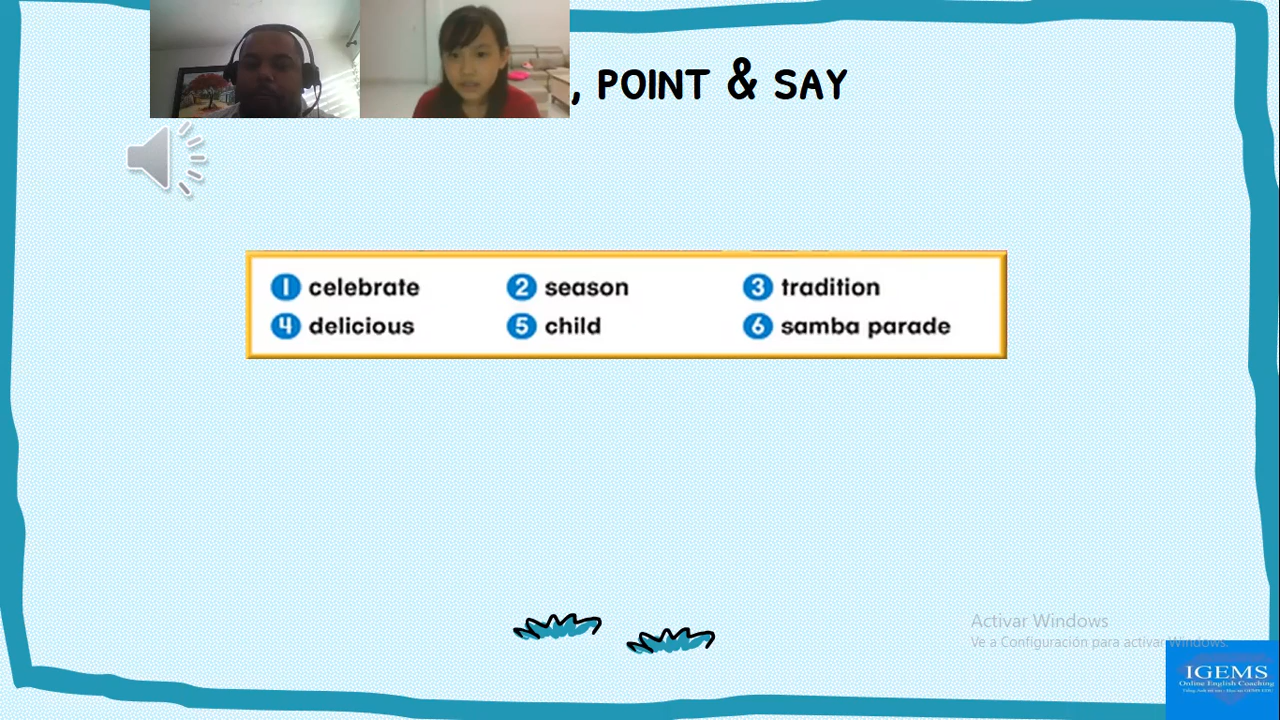 , POINT & SAY
1 celebrate 2 season 3 tradition
4 delicious 5 child 6 samba parade
Activar Windows
Ve a Configuración para activar Windows.
IGEMS
Online English Coaching